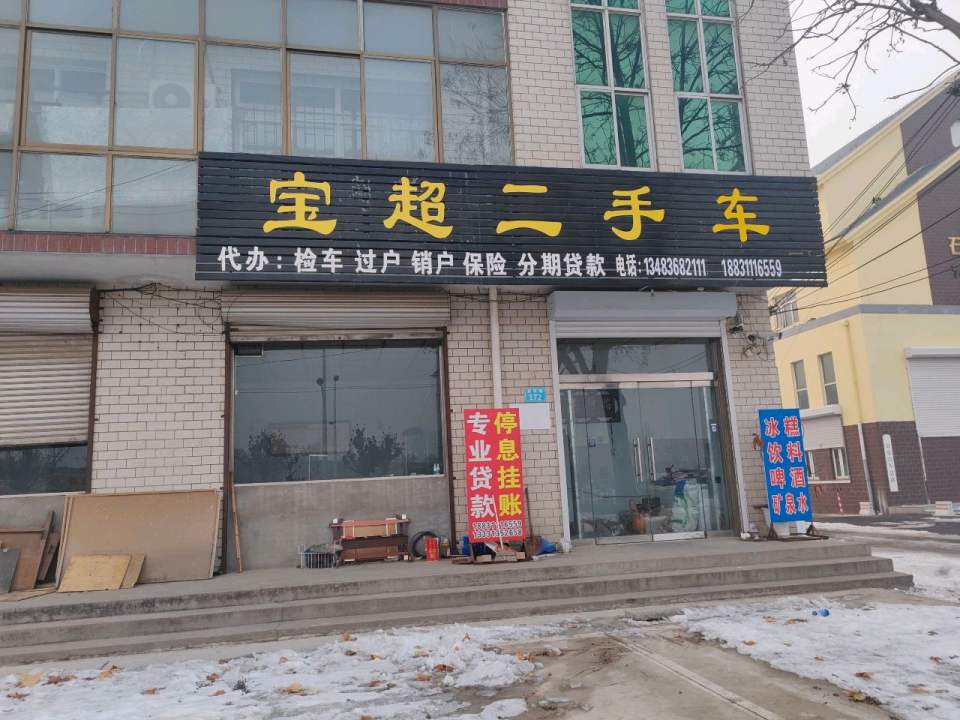 宝超二手车
代办：检车 过户 销户 保险 分期贷款 电话：13483682111 18831116559
172
停息挂账
专业贷款
18831116559
冰糕
饮料
啤酒
矿泉水